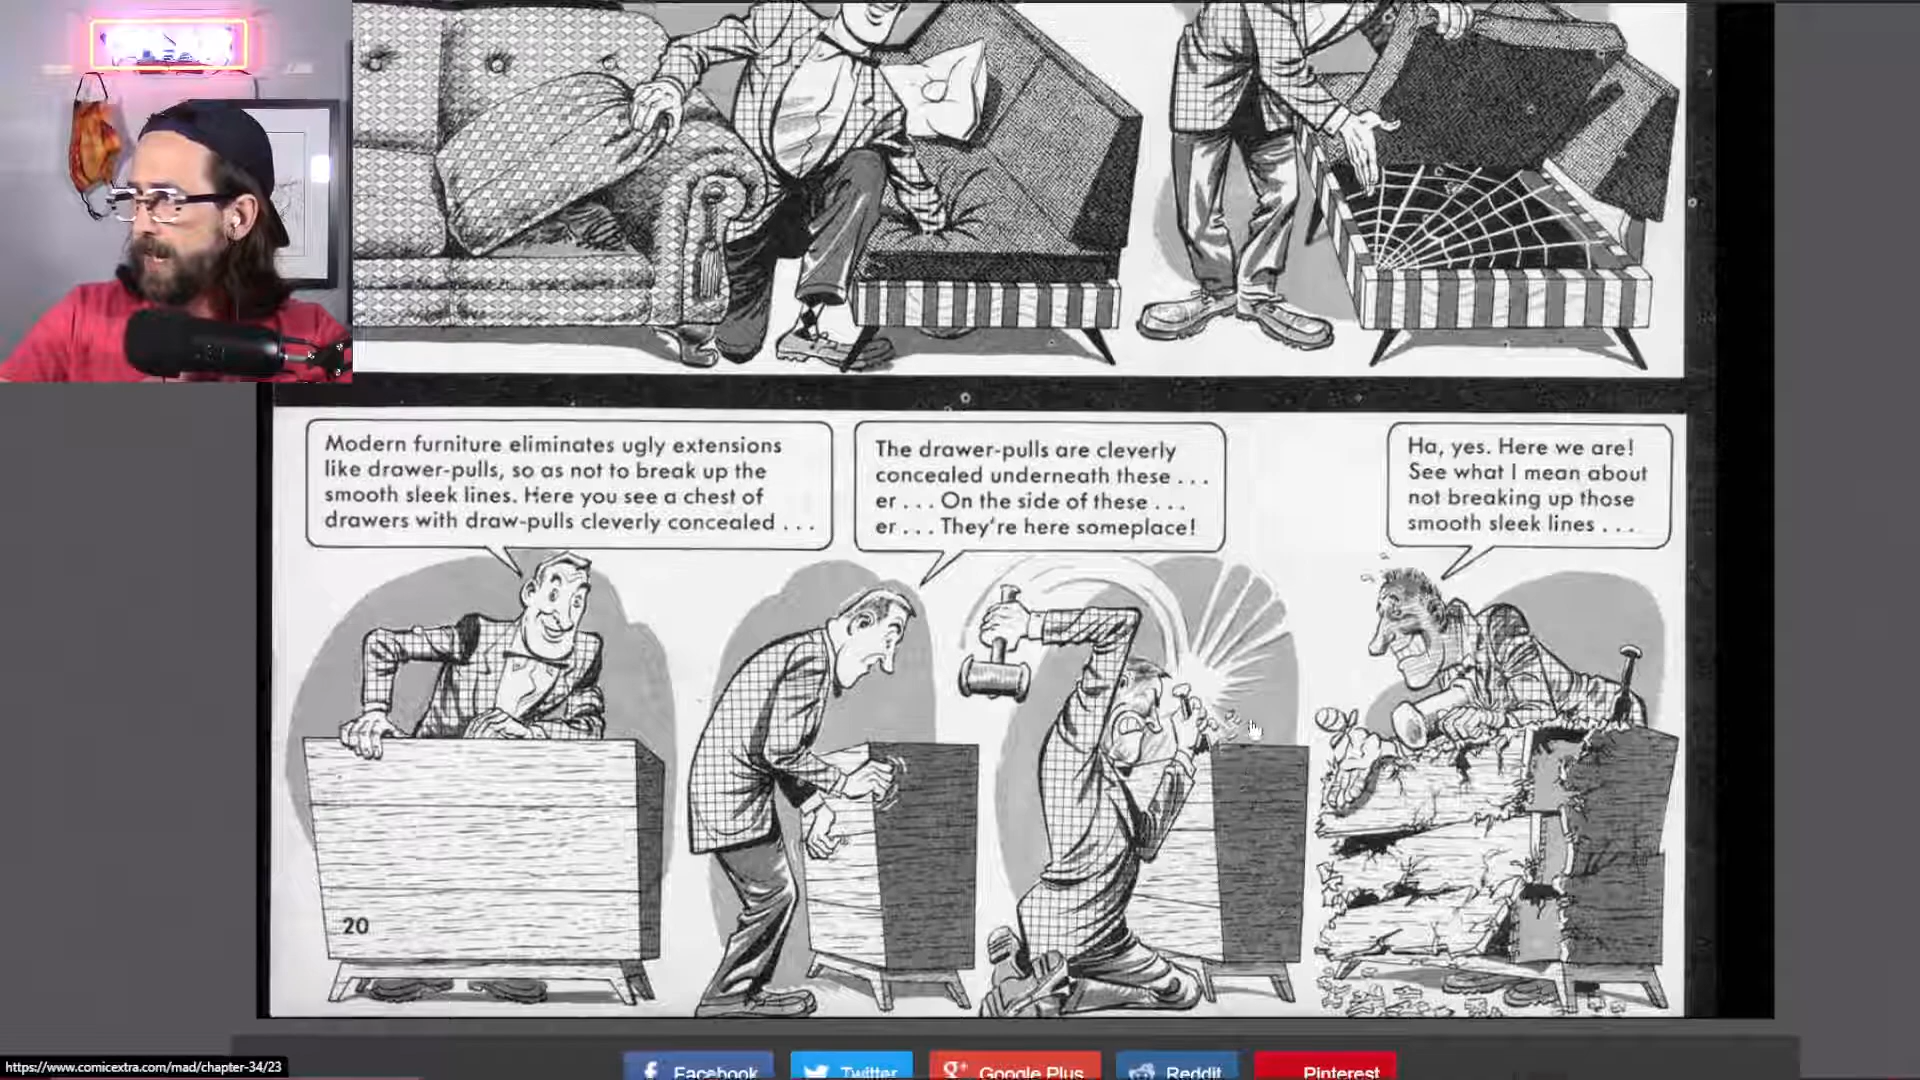 Modern furniture eliminates ugly extensions
like drawer-pulls, so as not to break up the
smooth sleek lines. Here you see a chest of
drawers with draw-pulls cleverly concealed . . .
The drawer-pulls are cleverly
concealed underneath these . . .
er . . . On the side of these . . .
er . . . They're here someplace!
Ha, yes. Here we are!
See what I mean about
not breaking up those
smooth sleek lines . . .
20
https://www.comicextra.com/mad/chapter-34/23
Facebook
Twitter
Google Plus
Reddit
Pinterest